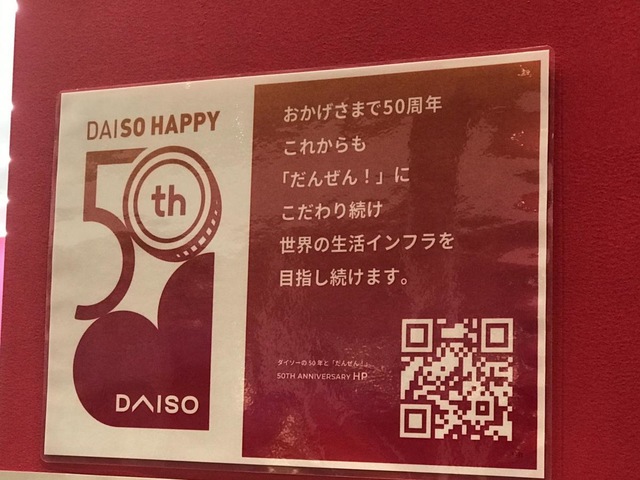 DAISO HAPPY
50th
DAISO
おかげさまで50周年
これからも
「だんぜん！」に
こだわり続け
世界の生活インフラを
目指し続けます。
ダイソーの50年と「だんぜん！」
50TH ANNIVERSARY HP